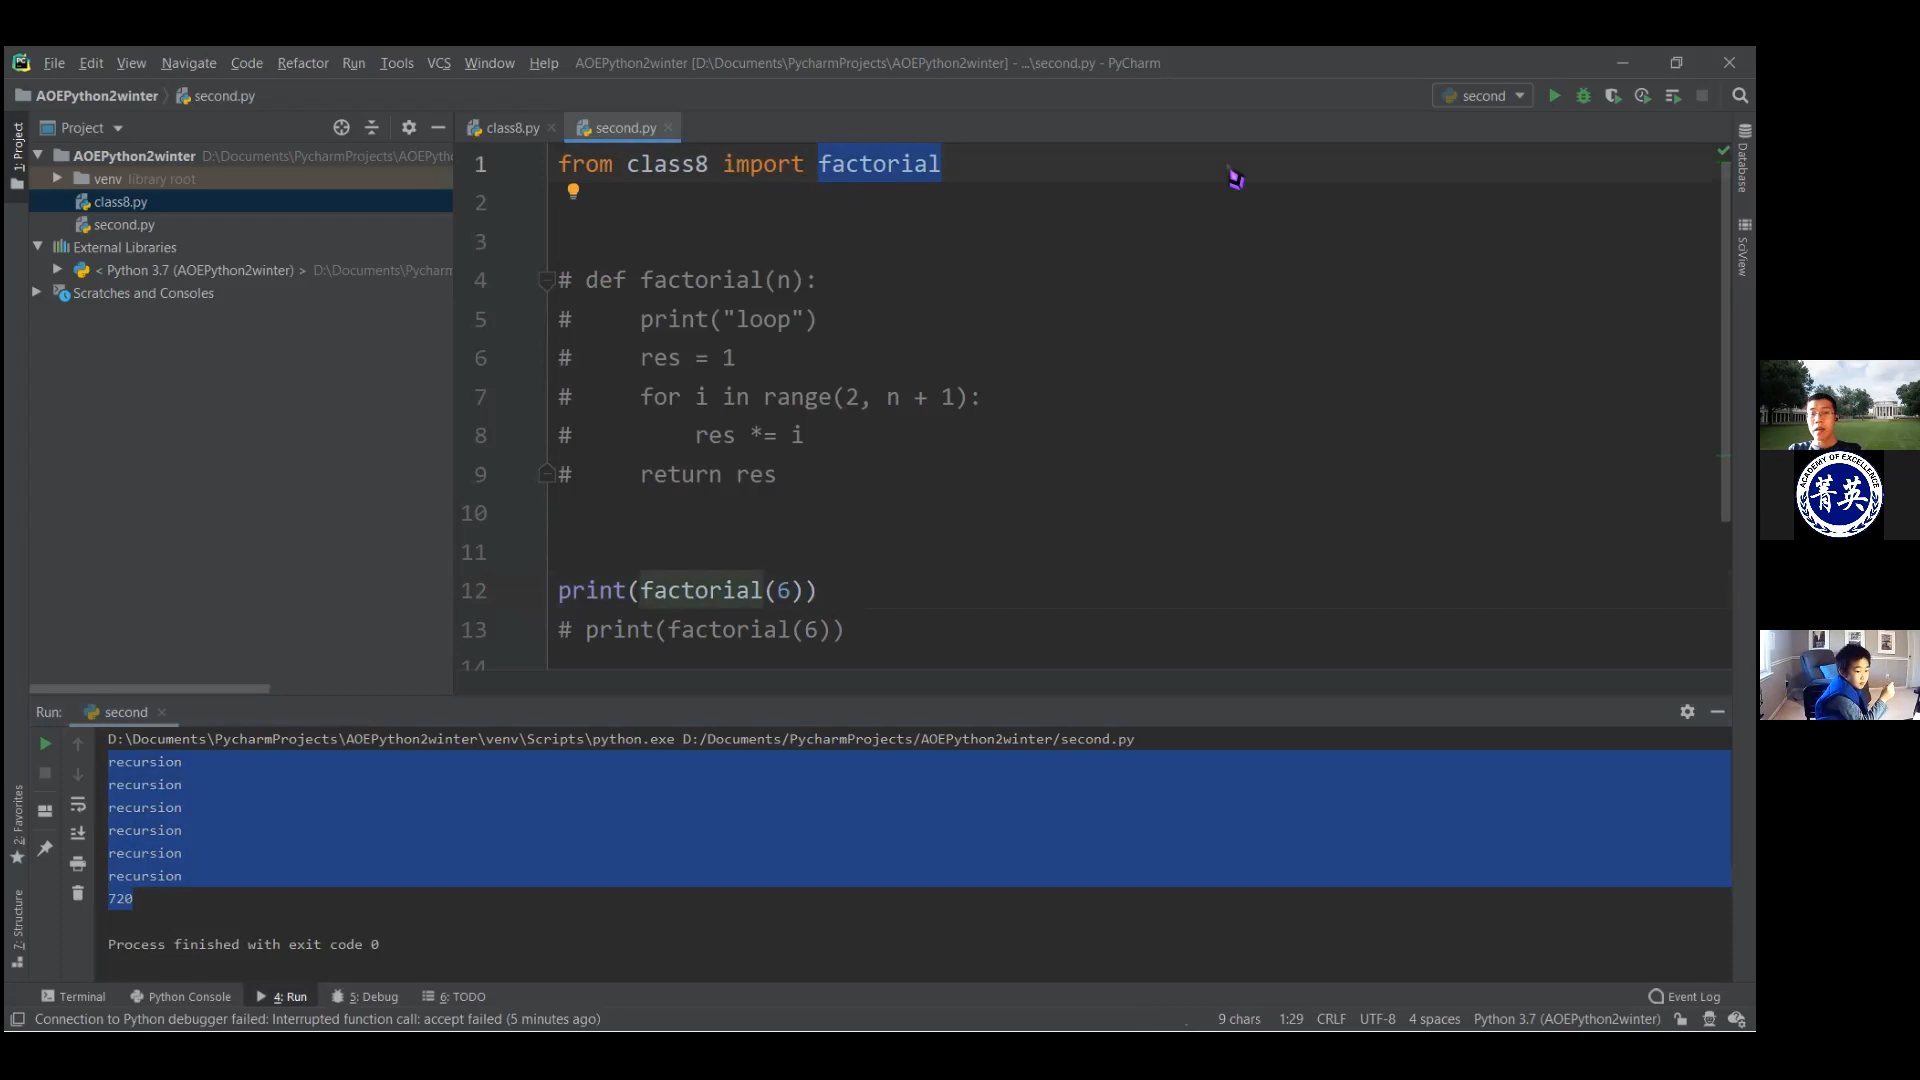 File Edit View Navigate Code Refactor Run Tools VCS Window Help AOEPython2winter [D:\Documents\PycharmProjects\AOEPython2winter] - ...\second.py - PyCharm
AOEPython2winter second.py
second
1: Project
Project
class8.py
second.py
AOEPython2winter D:\Documents\PycharmProjects\AOEPyth
venv library root
class8.py
second.py
External Libraries
< Python 3.7 (AOEPython2winter) > D:\Documents\Pycharm
Scratches and Consoles
1 from class8 import factorial
2
3
4 # def factorial(n):
5 #     print("loop")
6 #     res = 1
7 #     for i in range(2, n + 1):
8 #         res *= i
9 #     return res
10
11
12 print(factorial(6))
13 # print(factorial(6))
14
Database
SciView
ACADEMY OF EXCELLENCE
菁英
Run: second
D:\Documents\PycharmProjects\AOEPython2winter\venv\Scripts\python.exe D:/Documents/PycharmProjects/AOEPython2winter/second.py
recursion
recursion
recursion
recursion
recursion
recursion
720
Process finished with exit code 0
2: Favorites
7: Structure
Terminal Python Console 4: Run 5: Debug 6: TODO Event Log
Connection to Python debugger failed: Interrupted function call: accept failed (5 minutes ago) 9 chars 1:29 CRLF UTF-8 4 spaces Python 3.7 (AOEPython2winter)